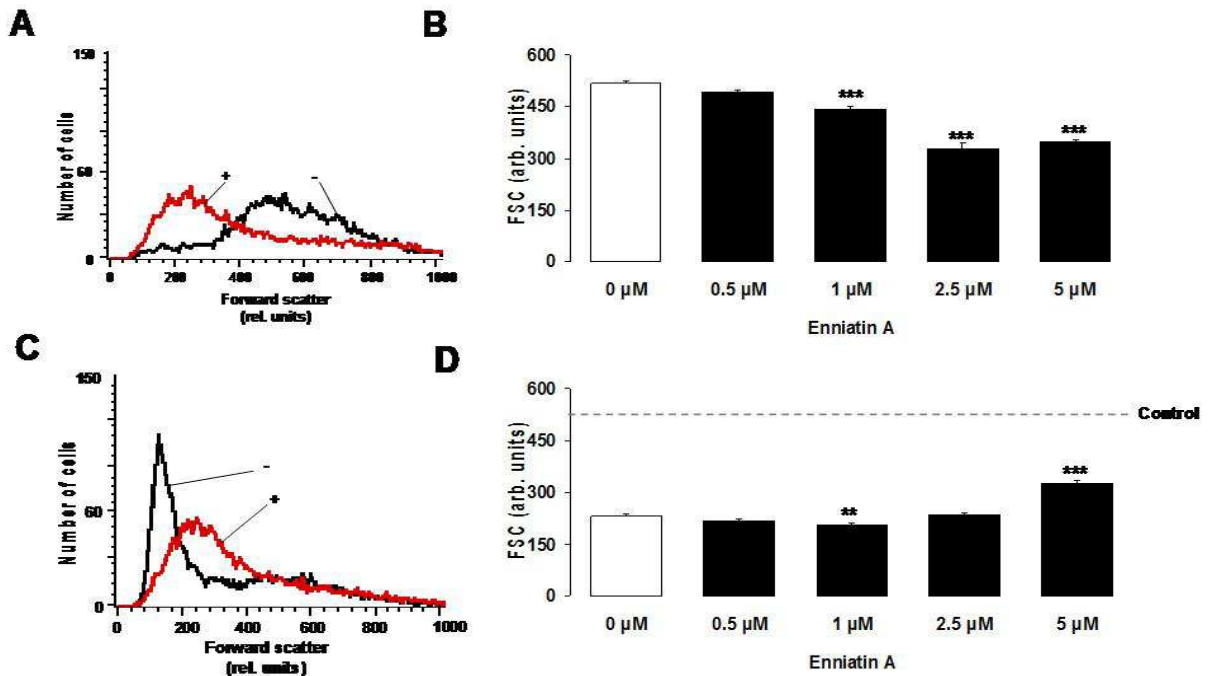 A
150
60
0
Number of cells
+
-
0 200 400 600 800 1000
Forward scatter
(rel. units)
B
600
450
300
150
0
FSC (arb. units)
***
***
***
0 µM 0.5 µM 1 µM 2.5 µM 5 µM
Enniatin A
C
150
60
0
Number of cells
-
+
0 200 400 600 800 1000
Forward scatter
(rel. units)
D
600
450
300
150
0
FSC (arb. units)
Control
**
***
0 µM 0.5 µM 1 µM 2.5 µM 5 µM
Enniatin A